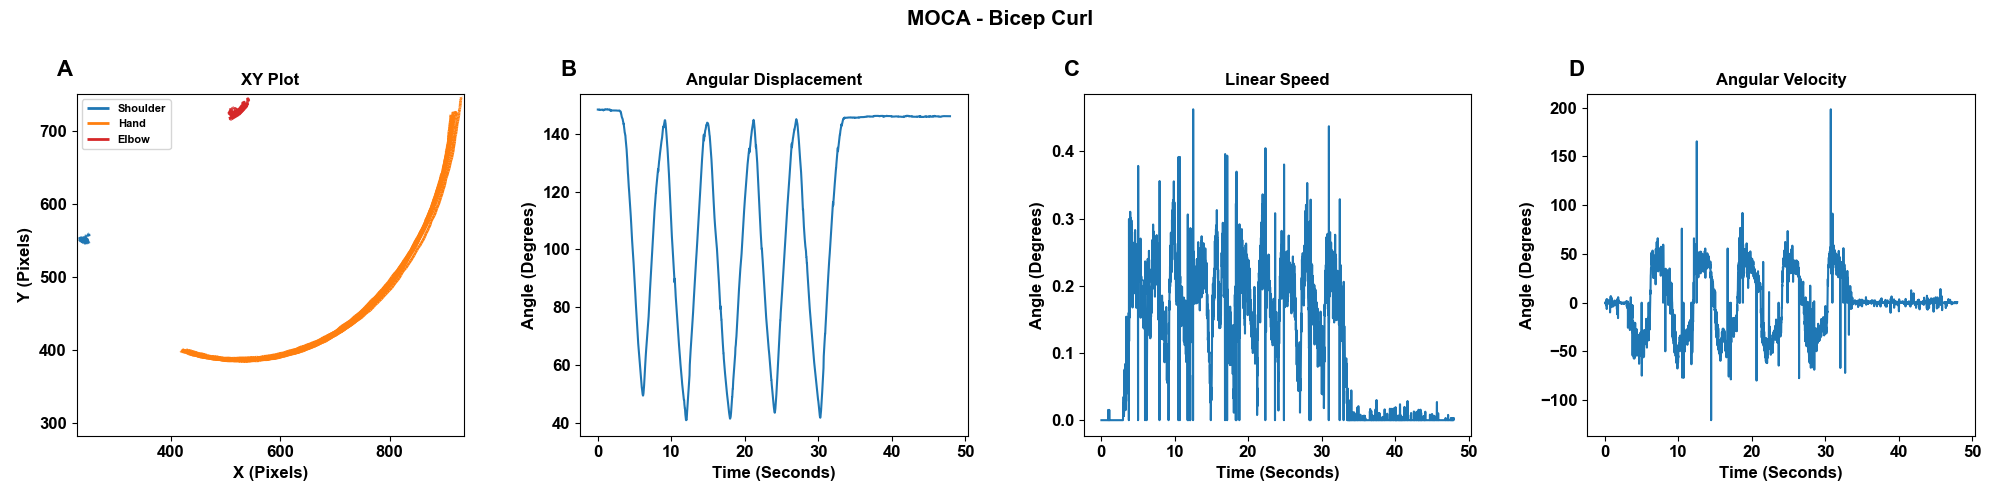 MOCA - Bicep Curl
A
XY Plot
Shoulder
Hand
Elbow
700
600
500
400
300
400
600
800
Y (Pixels)
X (Pixels)
B
Angular Displacement
140
120
100
80
60
40
0
10
20
30
40
50
Angle (Degrees)
Time (Seconds)
C
Linear Speed
0.4
0.3
0.2
0.1
0.0
0
10
20
30
40
50
Angle (Degrees)
Time (Seconds)
D
Angular Velocity
200
150
100
50
0
−50
−100
0
10
20
30
40
50
Angle (Degrees)
Time (Seconds)